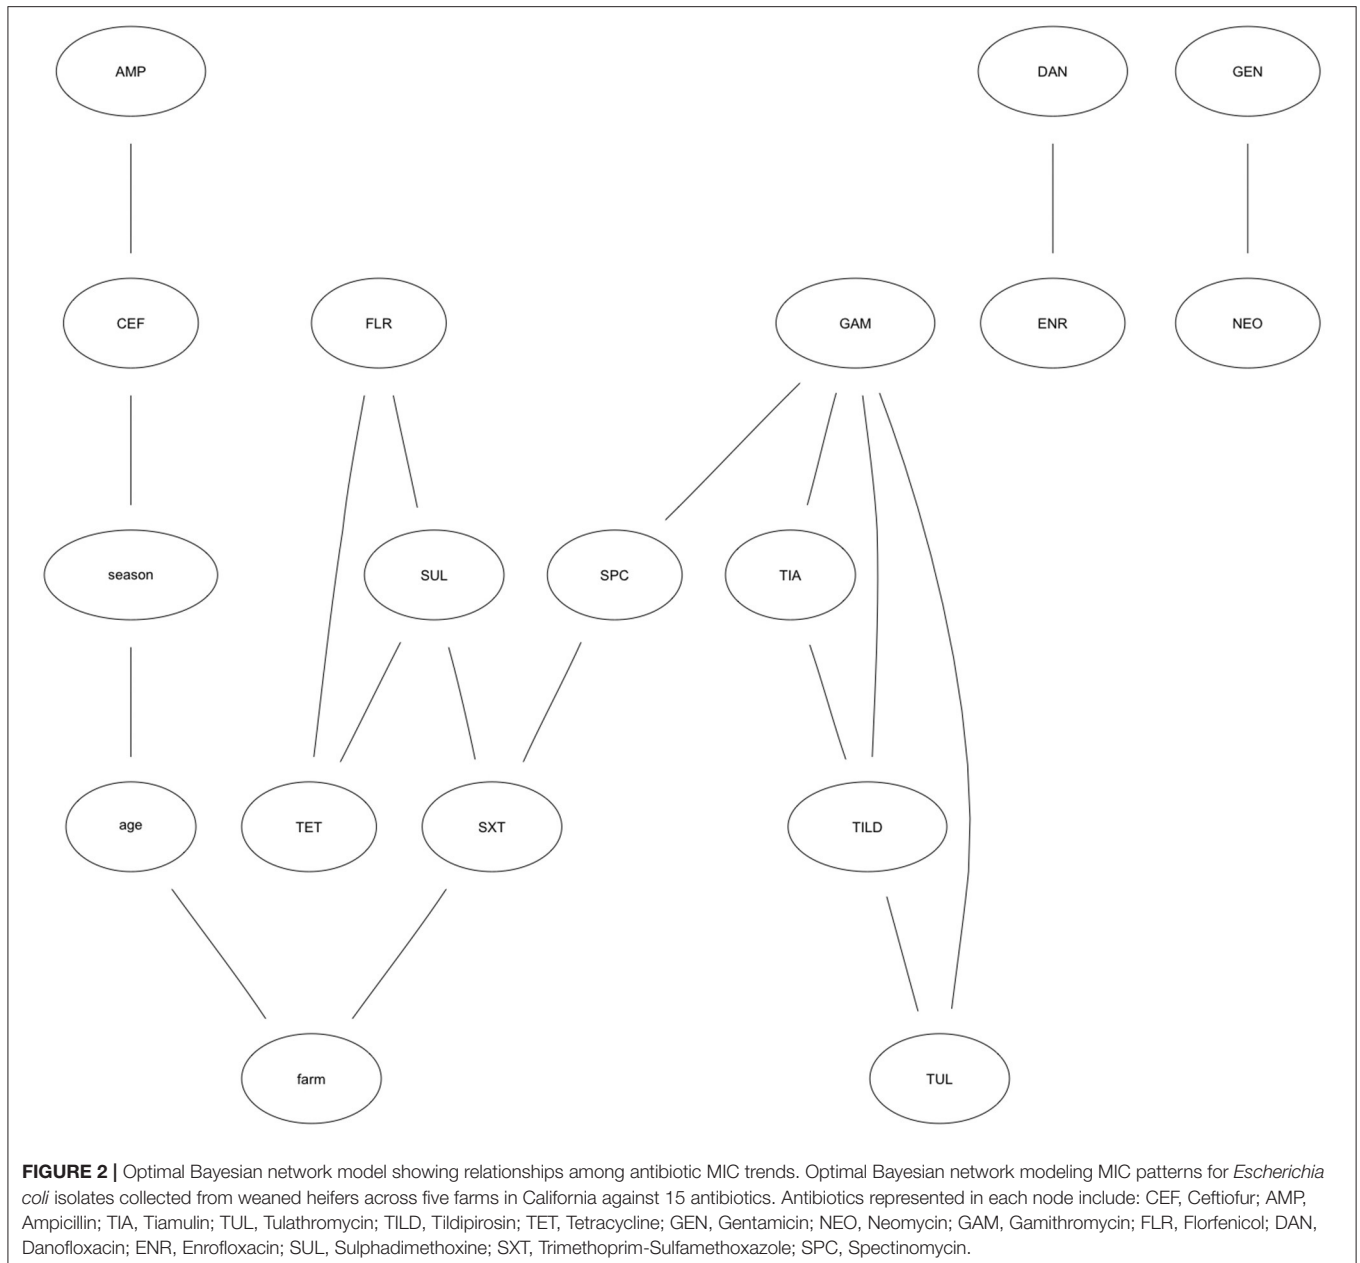 AMP
DAN
GEN
CEF
FLR
GAM
ENR
NEO
season
SUL
SPC
TIA
age
TET
SXT
TILD
farm
TUL
FIGURE 2 | Optimal Bayesian network model showing relationships among antibiotic MIC trends. Optimal Bayesian network modeling MIC patterns for Escherichia
coli isolates collected from weaned heifers across five farms in California against 15 antibiotics. Antibiotics represented in each node include: CEF, Ceftiofur; AMP,
Ampicillin; TIA, Tiamulin; TUL, Tulathromycin; TILD, Tildipirosin; TET, Tetracycline; GEN, Gentamicin; NEO, Neomycin; GAM, Gamithromycin; FLR, Florfenicol; DAN,
Danofloxacin; ENR, Enrofloxacin; SUL, Sulphadimethoxine; SXT, Trimethoprim-Sulfamethoxazole; SPC, Spectinomycin.